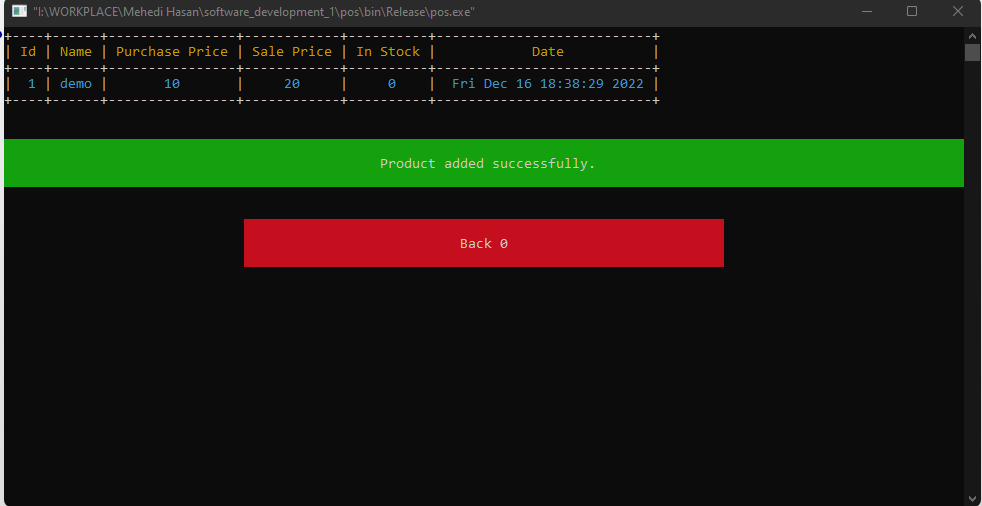 "I:\WORKPLACE\Mehedi Hasan\software_development_1\pos\bin\Release\pos.exe"
+----+------+----------------+------------+----------+---------------------------+
| Id | Name | Purchase Price | Sale Price | In Stock |            Date           |
+----+------+----------------+------------+----------+---------------------------+
|  1 | demo |       10       |     20     |     0    |  Fri Dec 16 18:38:29 2022 |
+----+------+----------------+------------+----------+---------------------------+
Product added successfully.
Back 0